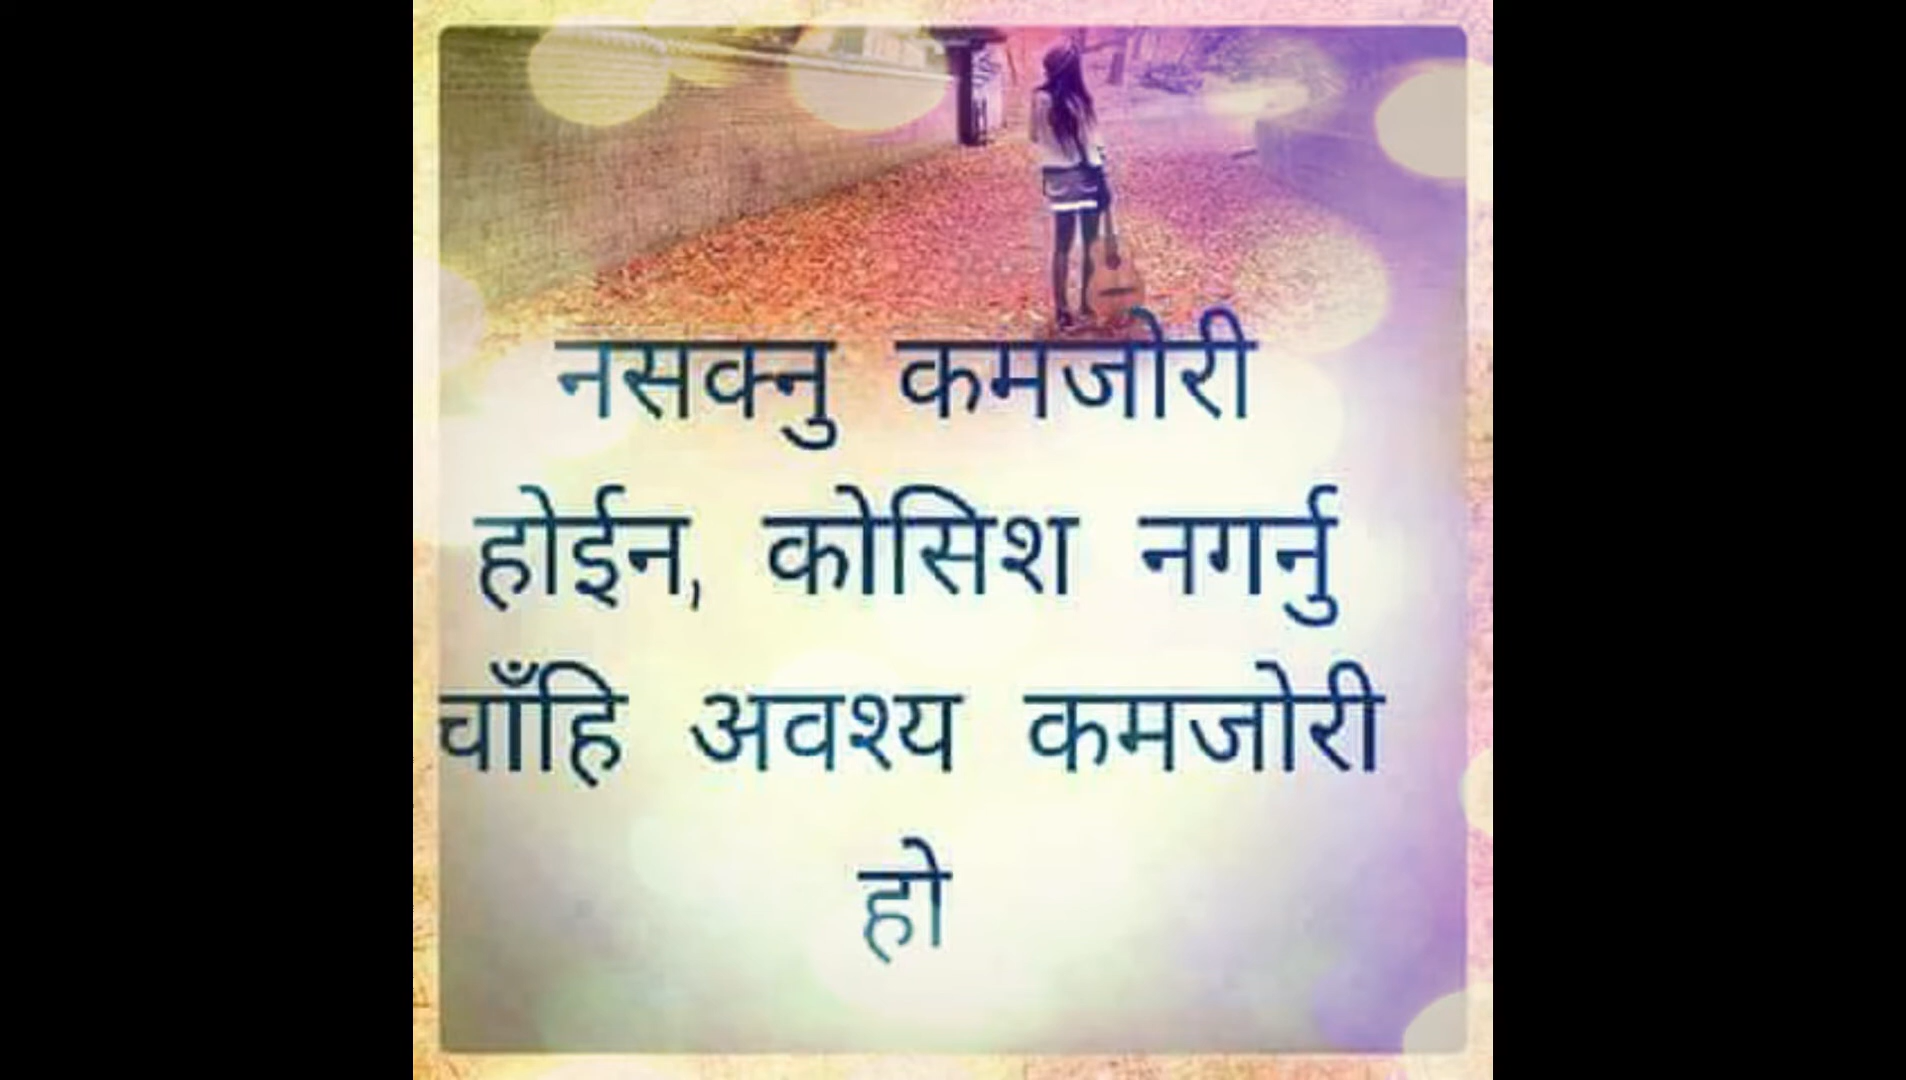 नसक्नु कमजोरी
होईन, कोसिश नगर्नु
चाँहि अवश्य कमजोरी
हो